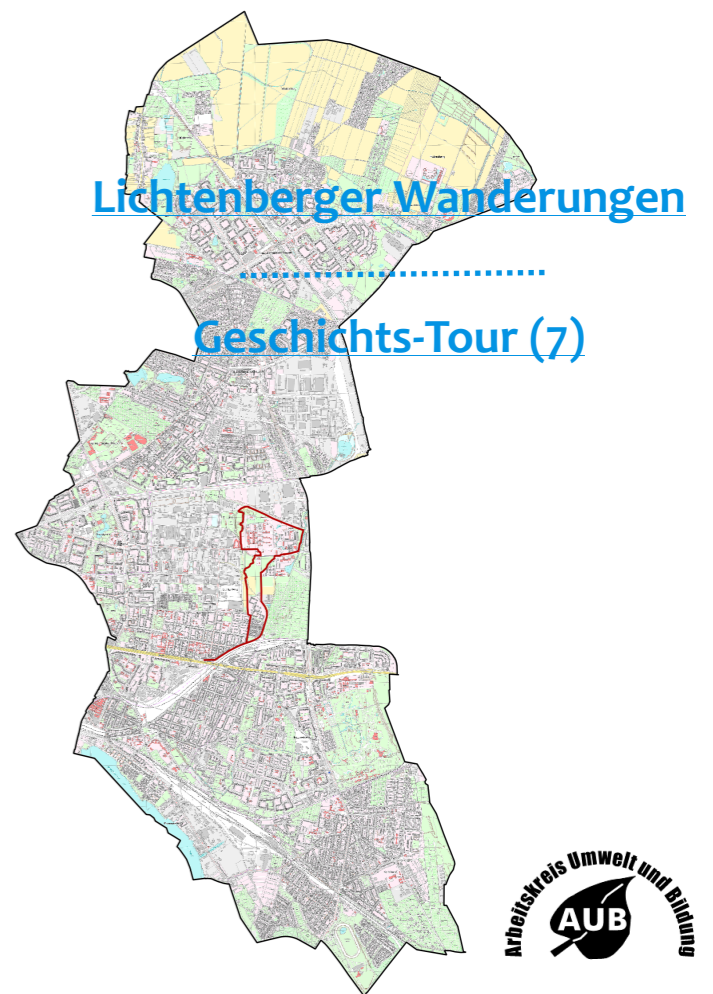 Lichtenberger Wanderungen
Geschichts-Tour (7)
Arbeitskreis Umwelt und Bildung
AUB